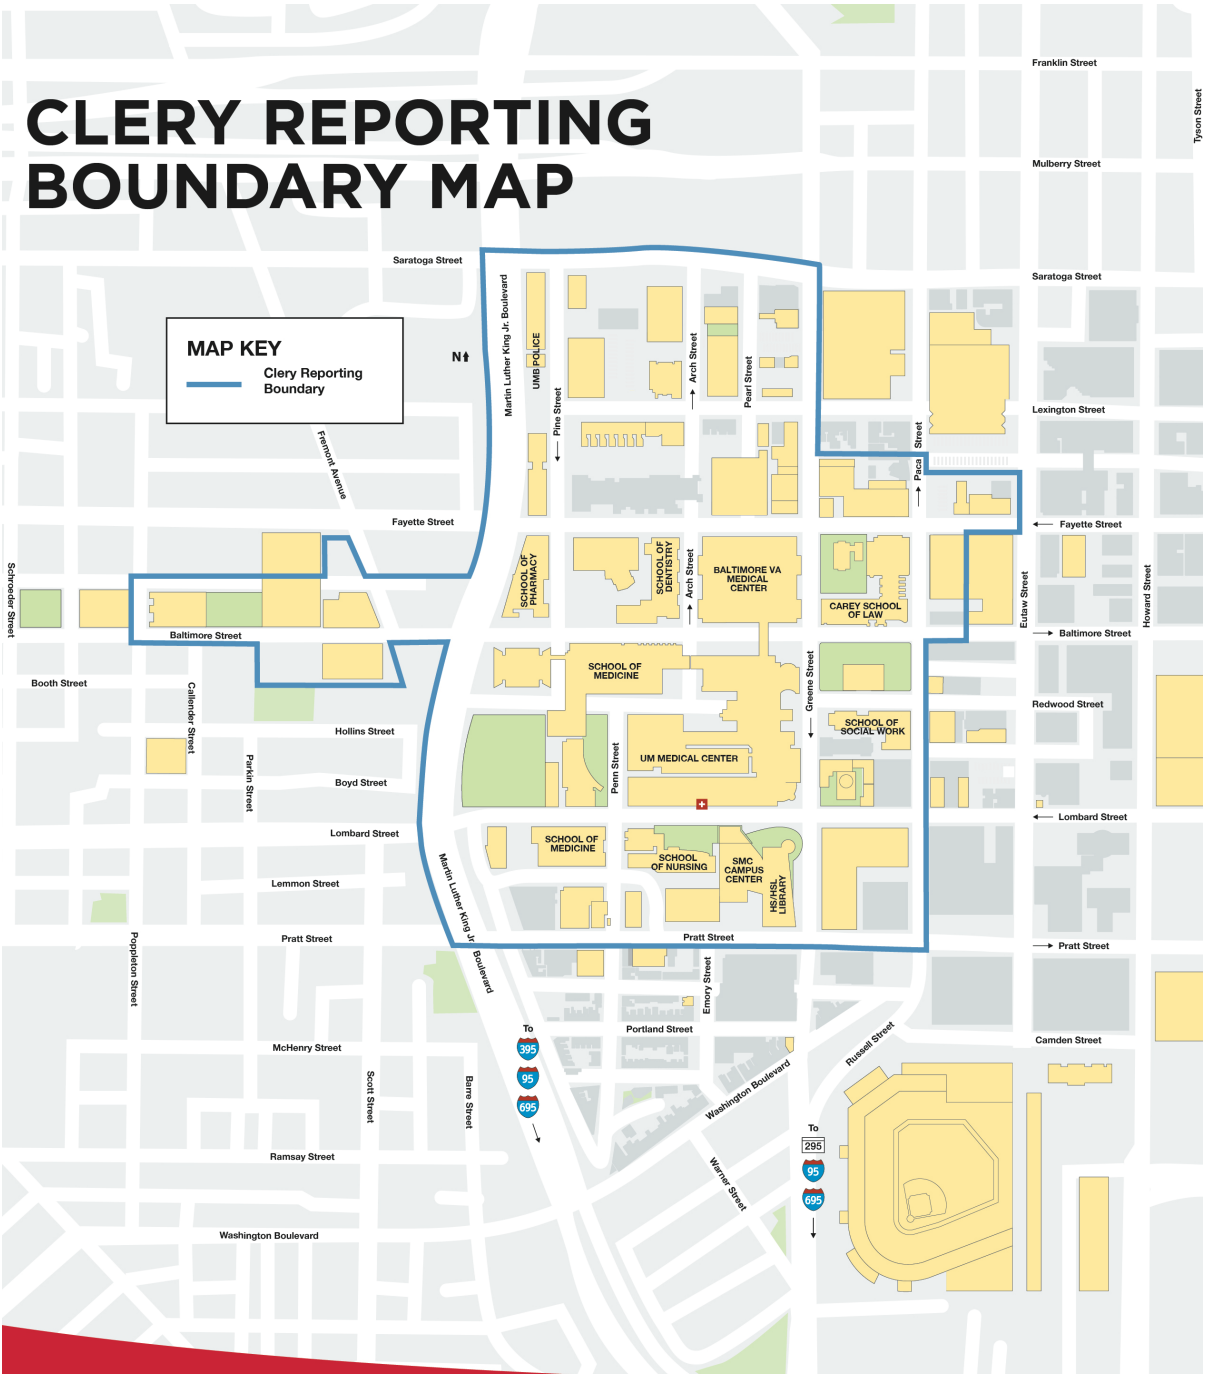 CLERY REPORTING
BOUNDARY MAP
Franklin Street
Tyson Street
Mulberry Street
Saratoga Street
Saratoga Street
MAP KEY
Clery Reporting
Boundary
N
Martin Luther King Jr. Boulevard
UMB POLICE
Pine Street
Arch Street
Pearl Street
Lexington Street
Paca Street
Fremont Avenue
Fayette Street
Fayette Street
Schroeder Street
SCHOOL OF
PHARMACY
SCHOOL OF
DENTISTRY
Arch Street
BALTIMORE VA
MEDICAL
CENTER
CAREY SCHOOL
OF LAW
Eutaw Street
Howard Street
Baltimore Street
Baltimore Street
Booth Street
Callender Street
SCHOOL OF
MEDICINE
Greene Street
Redwood Street
Hollins Street
SCHOOL OF
SOCIAL WORK
Parkin Street
Boyd Street
Penn Street
UM MEDICAL CENTER
Lombard Street
Lombard Street
SCHOOL OF
MEDICINE
SCHOOL
OF NURSING
SMC
CAMPUS
CENTER
HS/HSL
LIBRARY
Lemmon Street
Martin Luther King Jr.
Boulevard
Pratt Street
Pratt Street
Pratt Street
Poppleton Street
Emory Street
Portland Street
Russell Street
Camden Street
McHenry Street
To
395
95
695
Scott Street
Barre Street
Washington Boulevard
To
295
95
695
Ramsay Street
Warner Street
Washington Boulevard